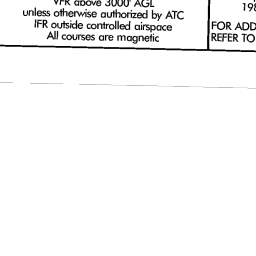 VFR above 3000' AGL
unless otherwise authorized by ATC
IFR outside controlled airspace
All courses are magnetic
198
FOR ADD
REFER TO